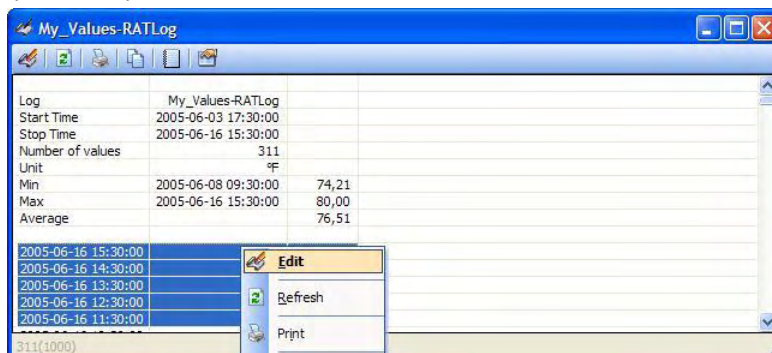 My_Values-RATLog
Log My_Values-RATLog
Start Time 2005-06-03 17:30:00
Stop Time 2005-06-16 15:30:00
Number of values 311
Unit °F
Min 2005-06-08 09:30:00 74,21
Max 2005-06-16 15:30:00 80,00
Average 76,51
2005-06-16 15:30:00
2005-06-16 14:30:00
2005-06-16 13:30:00
2005-06-16 12:30:00
2005-06-16 11:30:00
Edit
Refresh
Print
311(1000)